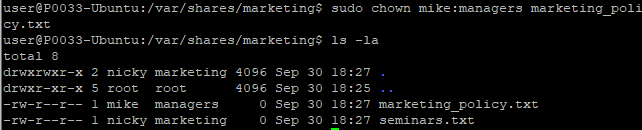 user@P0033-Ubuntu:/var/shares/marketing$ sudo chown mike:managers marketing_poli
cy.txt
user@P0033-Ubuntu:/var/shares/marketing$ ls -la
total 8
drwxrwxr-x 2 nicky marketing 4096 Sep 30 18:27 .
drwxr-xr-x 5 root  root      4096 Sep 30 18:25 ..
-rw-r--r-- 1 mike  managers     0 Sep 30 18:27 marketing_policy.txt
-rw-r--r-- 1 nicky marketing    0 Sep 30 18:27 seminars.txt